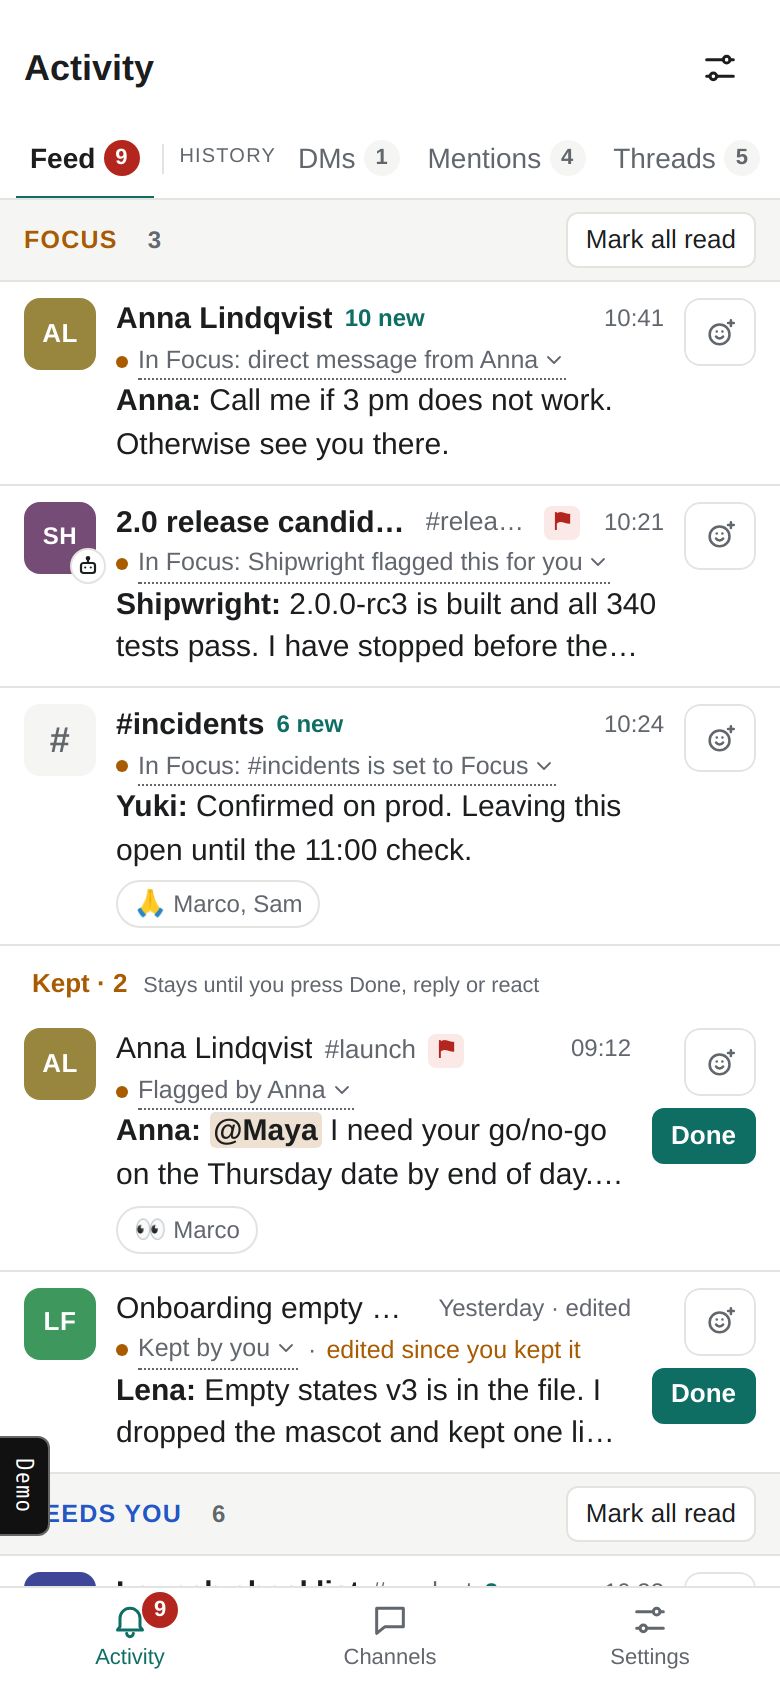 Activity
Feed 9 HISTORY DMs 1 Mentions 4 Threads 5
FOCUS 3 Mark all read
AL Anna Lindqvist 10 new 10:41
In Focus: direct message from Anna
Anna: Call me if 3 pm does not work.
Otherwise see you there.
SH 2.0 release candid… #relea… 10:21
In Focus: Shipwright flagged this for you
Shipwright: 2.0.0-rc3 is built and all 340
tests pass. I have stopped before the…
# #incidents 6 new 10:24
In Focus: #incidents is set to Focus
Yuki: Confirmed on prod. Leaving this
open until the 11:00 check.
🙏 Marco, Sam
Kept · 2 Stays until you press Done, reply or react
AL Anna Lindqvist #launch 09:12
Flagged by Anna
Anna: @Maya I need your go/no-go
on the Thursday date by end of day.…
Done
👀 Marco
LF Onboarding empty … Yesterday · edited
Kept by you · edited since you kept it
Lena: Empty states v3 is in the file. I
dropped the mascot and kept one li…
Done
Demo
EEDS YOU 6 Mark all read
9
Activity Channels Settings